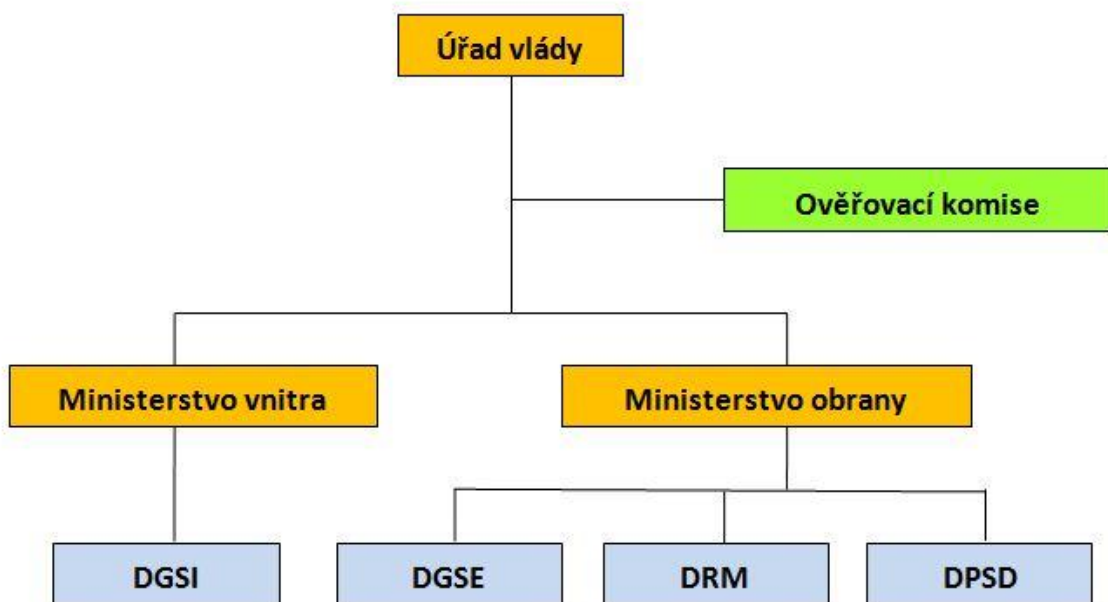 Úřad vlády
Ověřovací komise
Ministerstvo vnitra
Ministerstvo obrany
DGSI
DGSE
DRM
DPSD